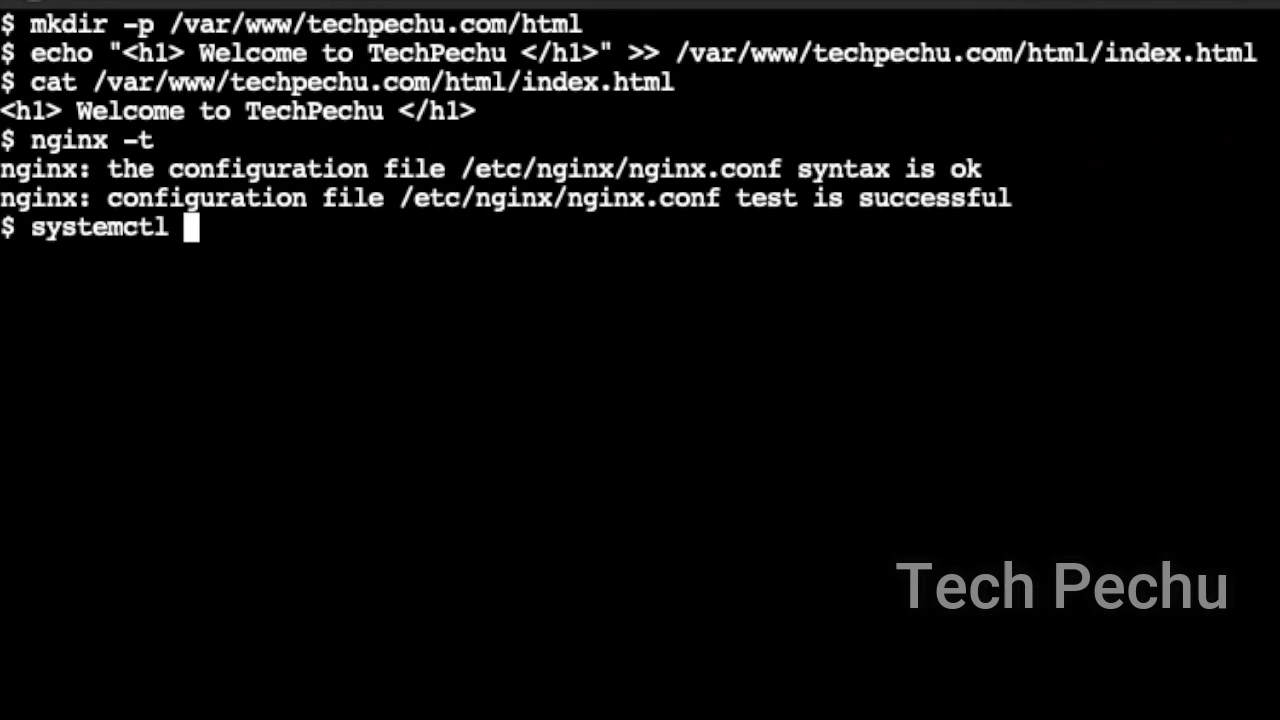 $ mkdir -p /var/www/techpechu.com/html
$ echo "<h1> Welcome to TechPechu </h1>" >> /var/www/techpechu.com/html/index.html
$ cat /var/www/techpechu.com/html/index.html
<h1> Welcome to TechPechu </h1>
$ nginx -t
nginx: the configuration file /etc/nginx/nginx.conf syntax is ok
nginx: configuration file /etc/nginx/nginx.conf test is successful
$ systemctl
Tech Pechu